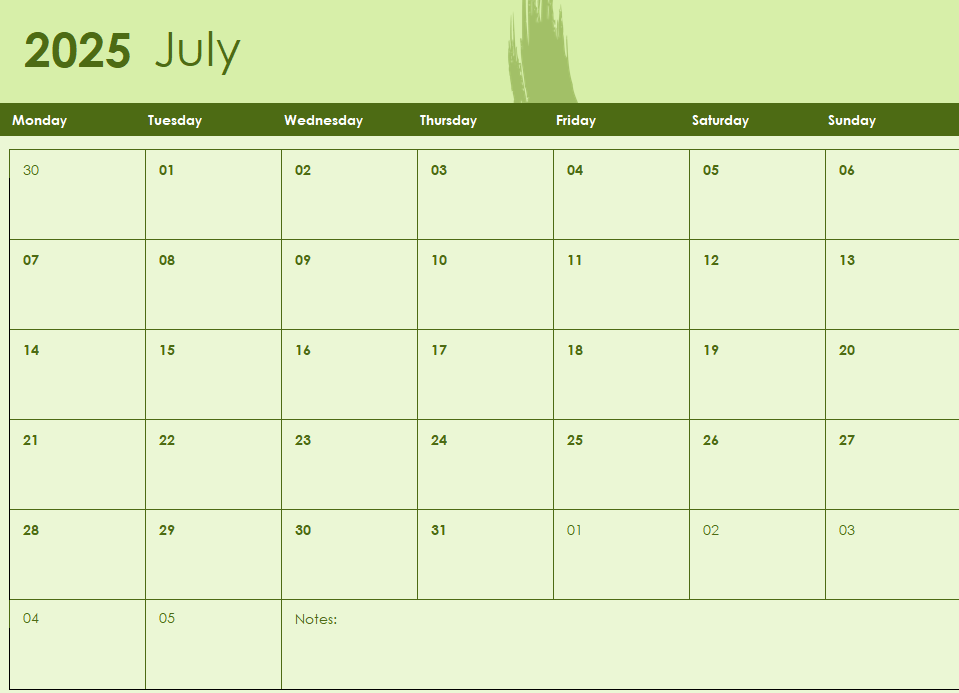 2025 July
Monday Tuesday Wednesday Thursday Friday Saturday Sunday
30 01 02 03 04 05 06
07 08 09 10 11 12 13
14 15 16 17 18 19 20
21 22 23 24 25 26 27
28 29 30 31 01 02 03
04 05 Notes: